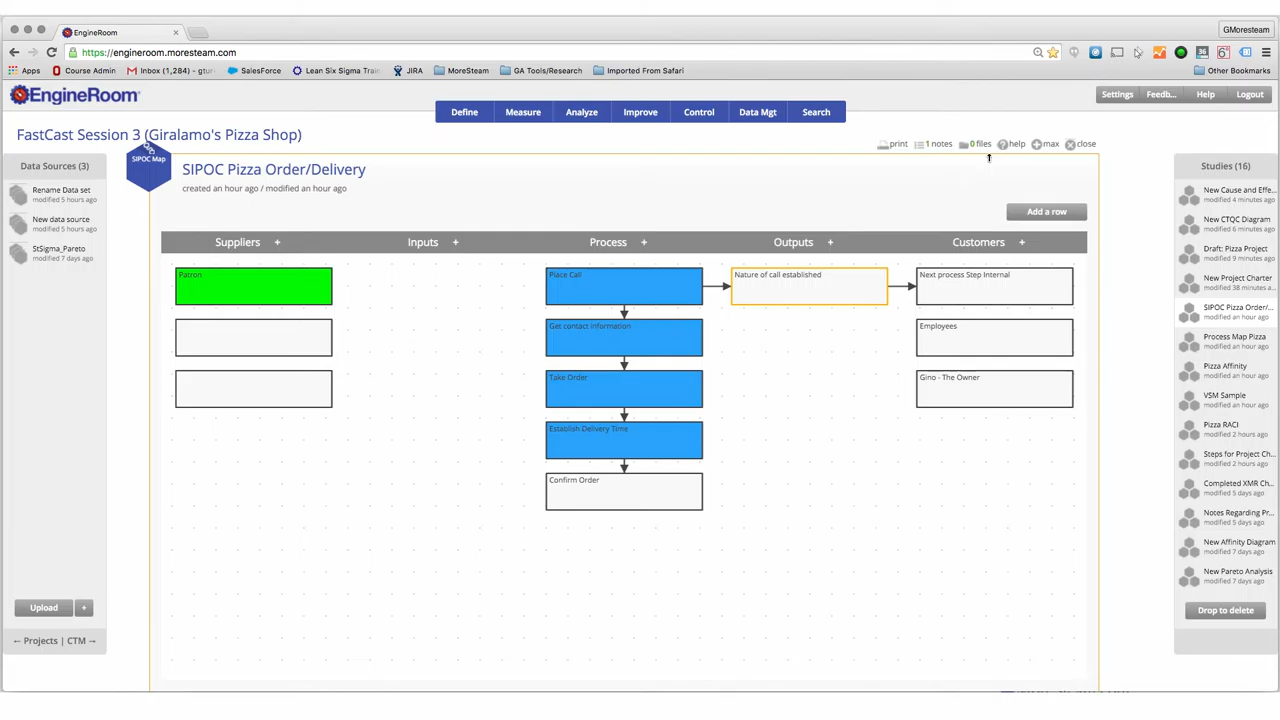 EngineRoom
GMoresteam
https://engineroom.moresteam.com
Apps
Course Admin
Inbox (1,284) - gtur
SalesForce
Lean Six Sigma Train
JIRA
MoreSteam
GA Tools/Research
Imported From Safari
Other Bookmarks
EngineRoom
Settings
Feedb...
Help
Logout
Define
Measure
Analyze
Improve
Control
Data Mgt
Search
FastCast Session 3 (Giralamo's Pizza Shop)
print
1 notes
0 files
help
max
close
Data Sources (3)
Rename Data set
modified 5 hours ago
New data source
modified 5 hours ago
StSigma_Pareto
modified 7 days ago
Upload +
← Projects | CTM →
SIPOC Map
SIPOC Pizza Order/Delivery
created an hour ago / modified an hour ago
Add a row
Suppliers +
Inputs +
Process +
Outputs +
Customers +
Patron
Place Call
Nature of call established
Next process Step Internal
Get contact information
Employees
Take Order
Gino - The Owner
Establish Delivery Time
Confirm Order
Studies (16)
New Cause and Effe...
modified 4 minutes ago
New CTQC Diagram
modified 6 minutes ago
Draft: Pizza Project
modified 9 minutes ago
New Project Charter
modified 38 minutes a...
SIPOC Pizza Order/...
modified an hour ago
Process Map Pizza
modified an hour ago
Pizza Affinity
modified an hour ago
VSM Sample
modified an hour ago
Pizza RACI
modified 2 hours ago
Steps for Project Ch...
modified 2 hours ago
Completed XMR Ch...
modified 5 days ago
Notes Regarding Pr...
modified 5 days ago
New Affinity Diagram
modified 7 days ago
New Pareto Analysis
modified 7 days ago
Drop to delete